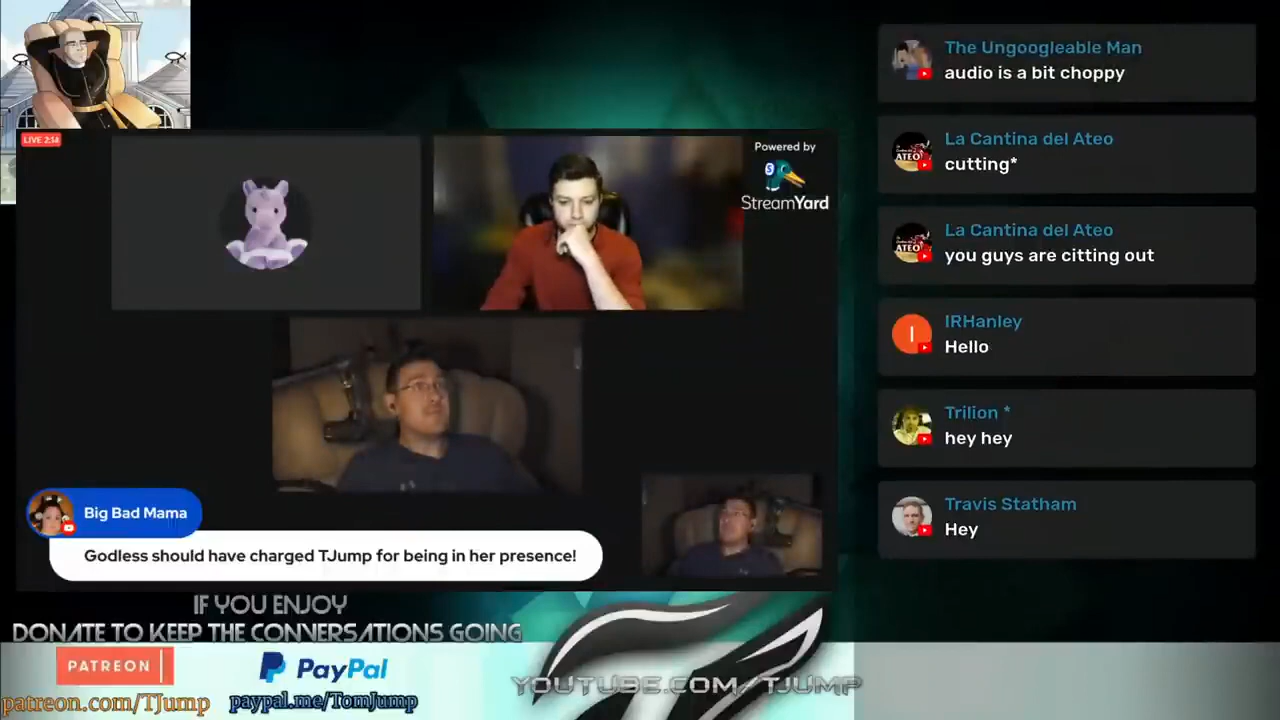 LIVE 2:14
Powered by
StreamYard
Big Bad Mama
Godless should have charged TJump for being in her presence!
The Ungoogleable Man
audio is a bit choppy
La Cantina del Ateo
cutting*
La Cantina del Ateo
you guys are citting out
IRHanley
I
Hello
Trilion *
hey hey
Travis Statham
Hey
IF YOU ENJOY
DONATE TO KEEP THE CONVERSATIONS GOING
PATREON
PayPal
patreon.com/TJump
paypal.me/TomJump
YOUTUBE.COM/TJUMP
ATEO
ATEO